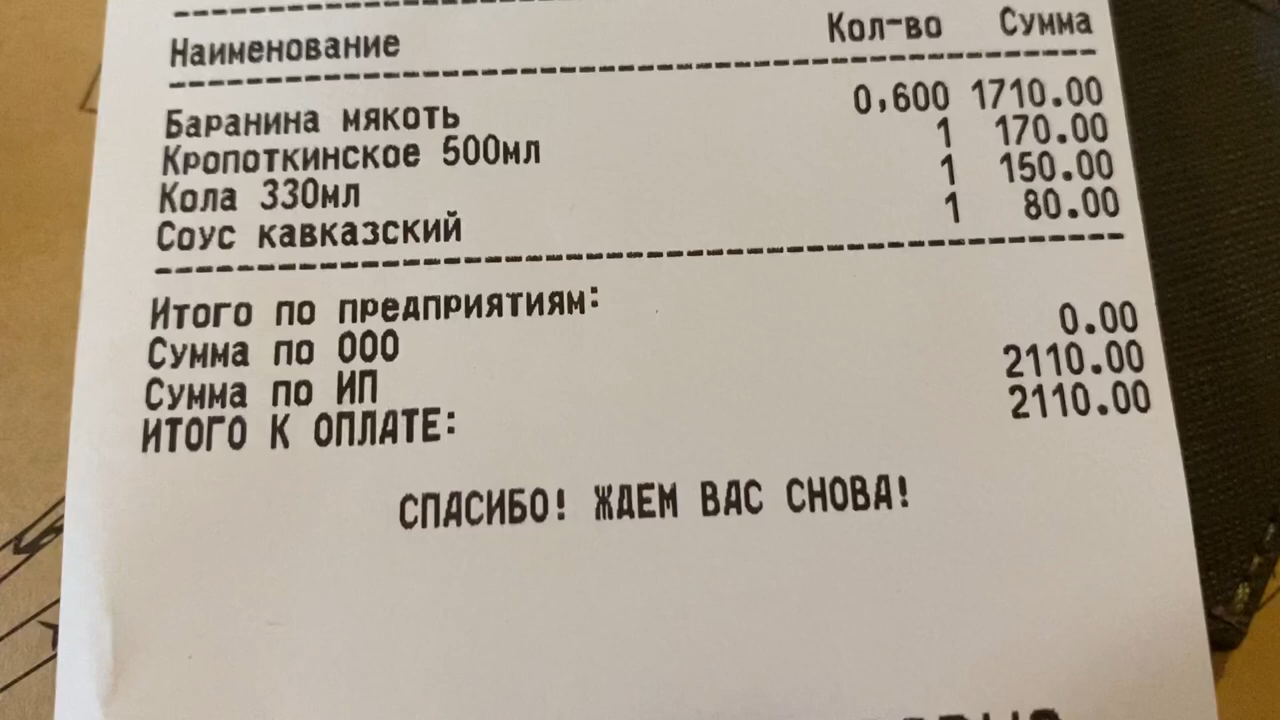 Наименование Кол-во Сумма
Баранина мякоть 0,600 1710.00
Кропоткинское 500мл 1 170.00
Кола 330мл 1 150.00
Соус кавказский 1 80.00
Итого по предприятиям:
Сумма по ООО 0.00
Сумма по ИП 2110.00
ИТОГО К ОПЛАТЕ: 2110.00
СПАСИБО! ЖДЕМ ВАС СНОВА!